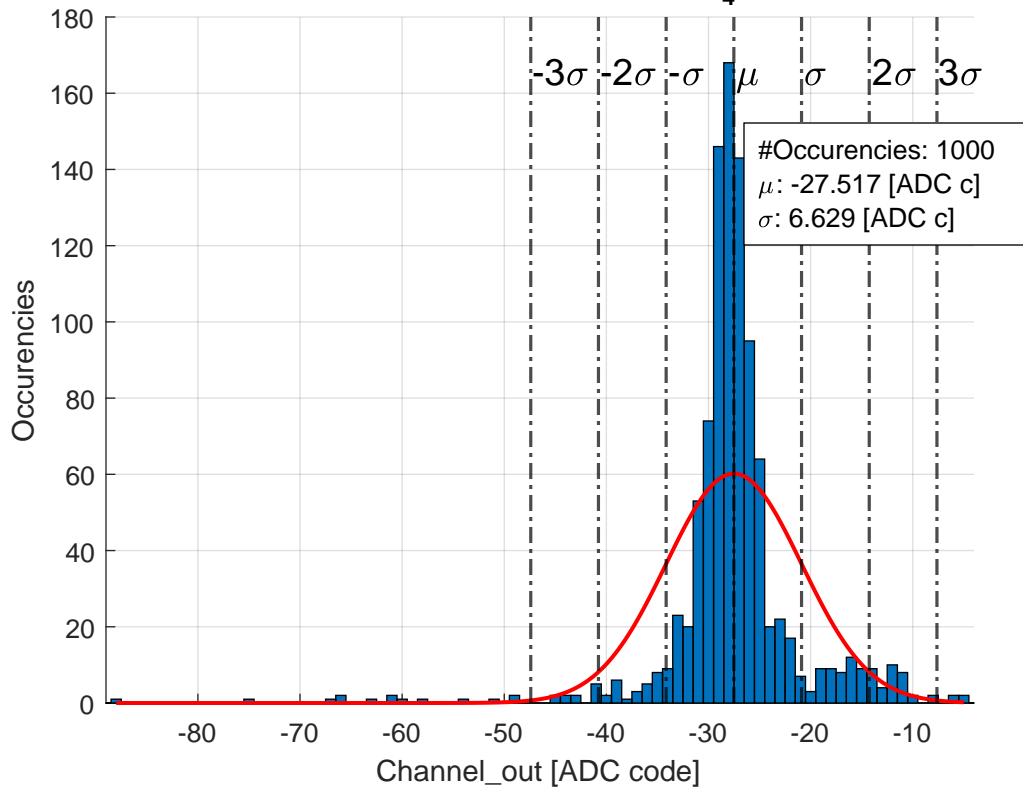 4
180
160
140
120
100
80
60
40
20
0
-3σ -2σ -σ μ σ 2σ 3σ
#Occurencies: 1000
μ: -27.517 [ADC c]
σ: 6.629 [ADC c]
Occurencies
-80 -70 -60 -50 -40 -30 -20 -10
Channel_out [ADC code]